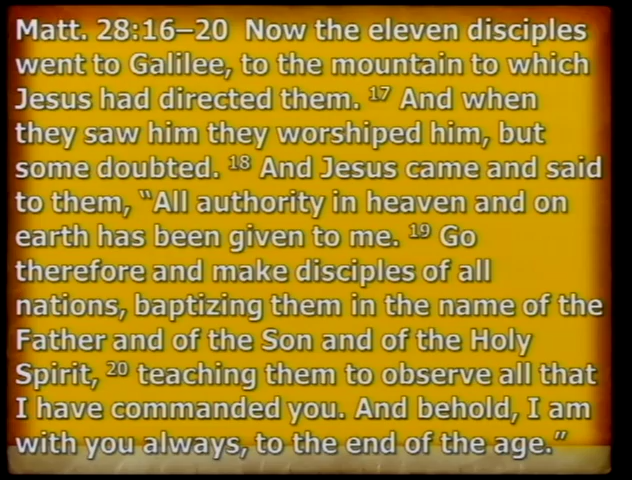 Matt. 28:16–20  Now the eleven disciples
went to Galilee, to the mountain to which
Jesus had directed them. 17 And when
they saw him they worshiped him, but
some doubted. 18 And Jesus came and said
to them, “All authority in heaven and on
earth has been given to me. 19 Go
therefore and make disciples of all
nations, baptizing them in the name of the
Father and of the Son and of the Holy
Spirit, 20 teaching them to observe all that
I have commanded you. And behold, I am
with you always, to the end of the age.”